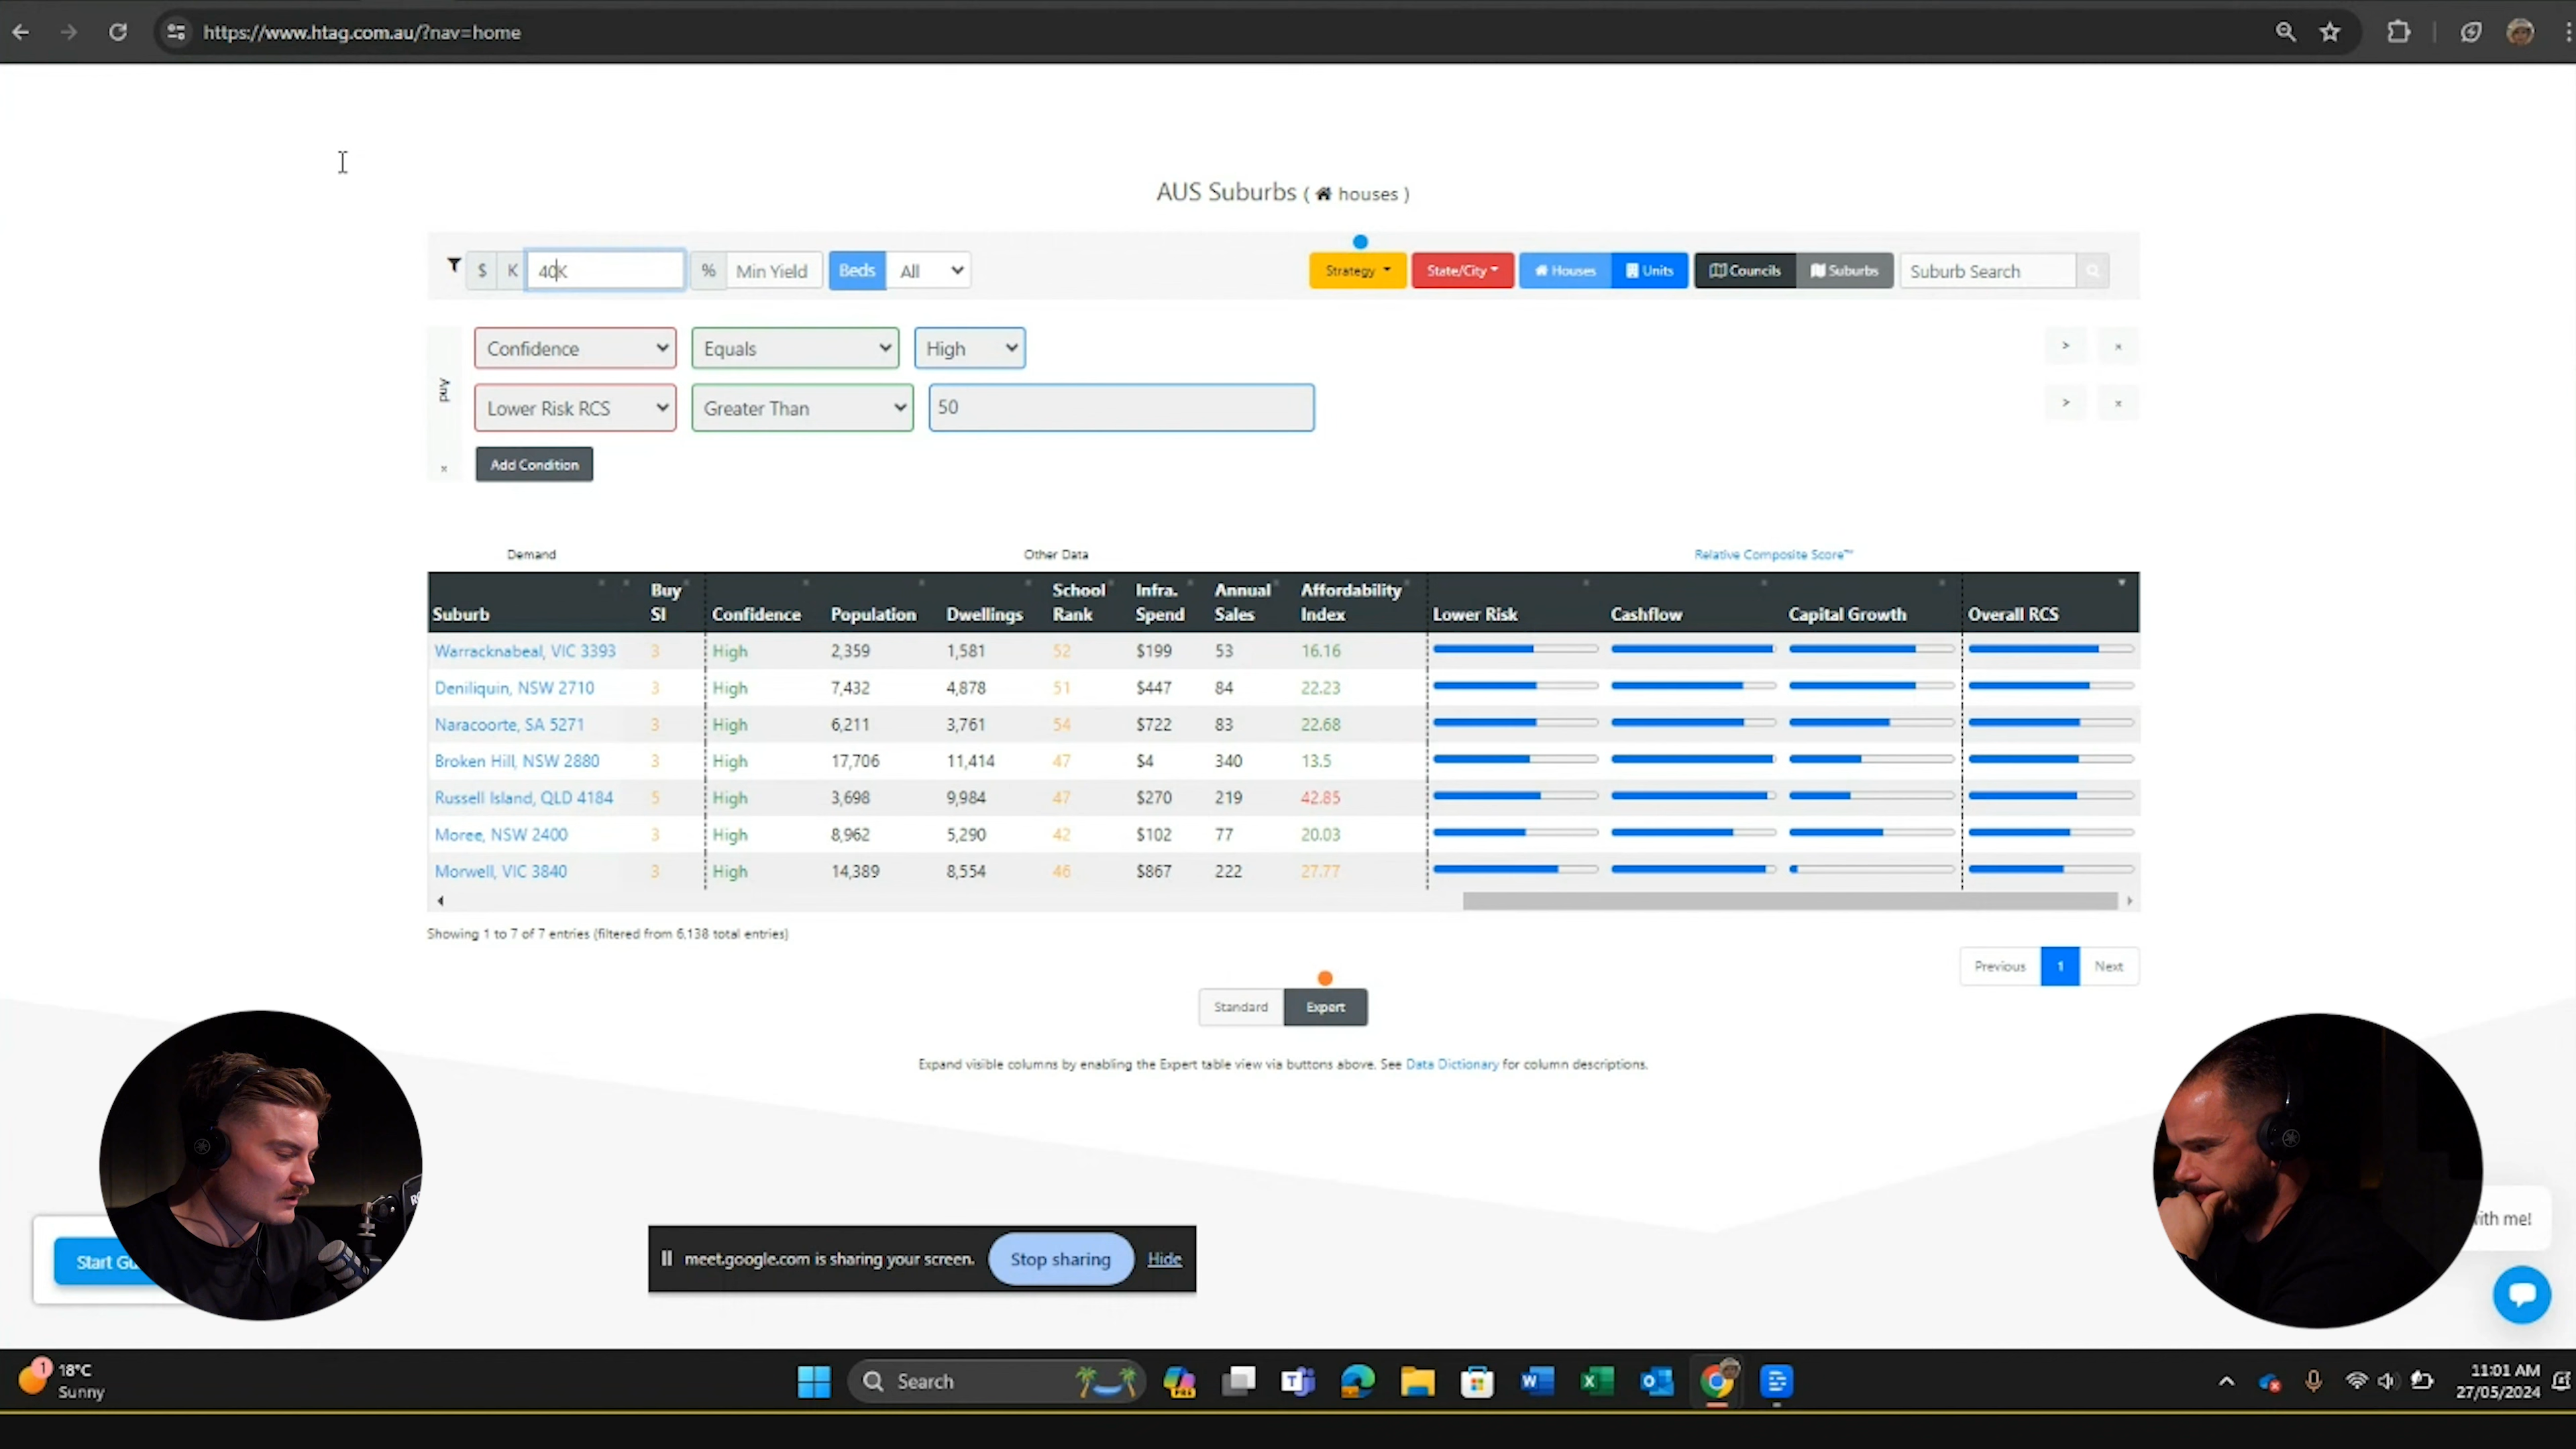 https://www.htag.com.au/?nav=home
AUS Suburbs ( houses )
$ K 40K % Min Yield Beds All Strategy State/City Houses Units Councils Suburbs Suburb Search
Confidence Equals High > x
And
Lower Risk RCS Greater Than 50 > x
x Add Condition
Demand Other Data Relative Composite Score™
Suburb Buy SI Confidence Population Dwellings School Rank Infra. Spend Annual Sales Affordability Index Lower Risk Cashflow Capital Growth Overall RCS
Warracknabeal, VIC 3393 3 High 2,359 1,581 52 $199 53 16.16
Deniliquin, NSW 2710 3 High 7,432 4,878 51 $447 84 22.23
Naracoorte, SA 5271 3 High 6,211 3,761 54 $722 83 22.68
Broken Hill, NSW 2880 3 High 17,706 11,414 47 $4 340 13.5
Russell Island, QLD 4184 5 High 3,698 9,984 47 $270 219 42.85
Moree, NSW 2400 3 High 8,962 5,290 42 $102 77 20.03
Morwell, VIC 3840 3 High 14,389 8,554 46 $867 222 27.77
Showing 1 to 7 of 7 entries (filtered from 6,138 total entries)
Previous 1 Next
Standard Expert
Expand visible columns by enabling the Expert table view via buttons above. See Data Dictionary for column descriptions.
with me!
Start Gu
meet.google.com is sharing your screen. Stop sharing Hide
1 18°C
Sunny
Search
11:01 AM
27/05/2024